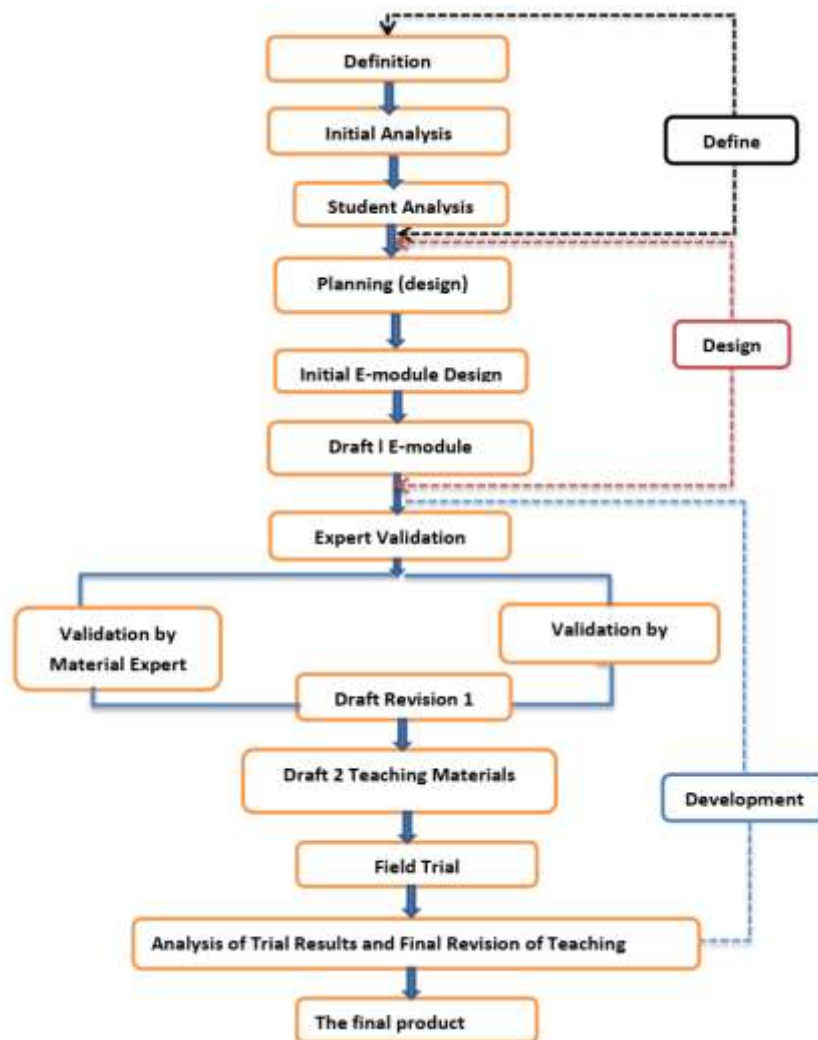 Definition
Initial Analysis
Define
Student Analysis
Planning (design)
Design
Initial E-module Design
Draft I E-module
Expert Validation
Validation by
Material Expert
Validation by
Draft Revision 1
Draft 2 Teaching Materials
Development
Field Trial
Analysis of Trial Results and Final Revision of Teaching
The final product